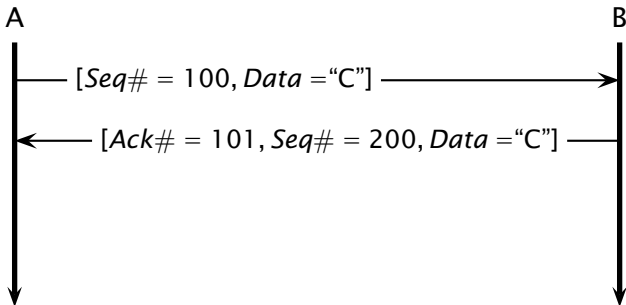 A B
[Seq# = 100, Data =“C”]
[Ack# = 101, Seq# = 200, Data =“C”]